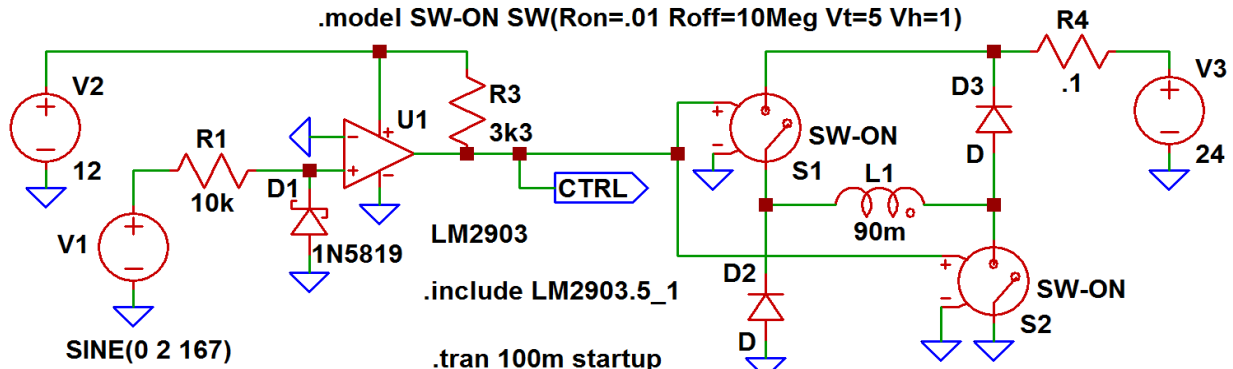 .model SW-ON SW(Ron=.01 Roff=10Meg Vt=5 Vh=1)
R4
.1
V3
24
V2
12
R3
3k3
U1
D3
D
SW-ON
S1
R1
10k
D1
1N5819
CTRL
L1
90m
V1
LM2903
D2
D
SW-ON
S2
.include LM2903.5_1
SINE(0 2 167)
.tran 100m startup